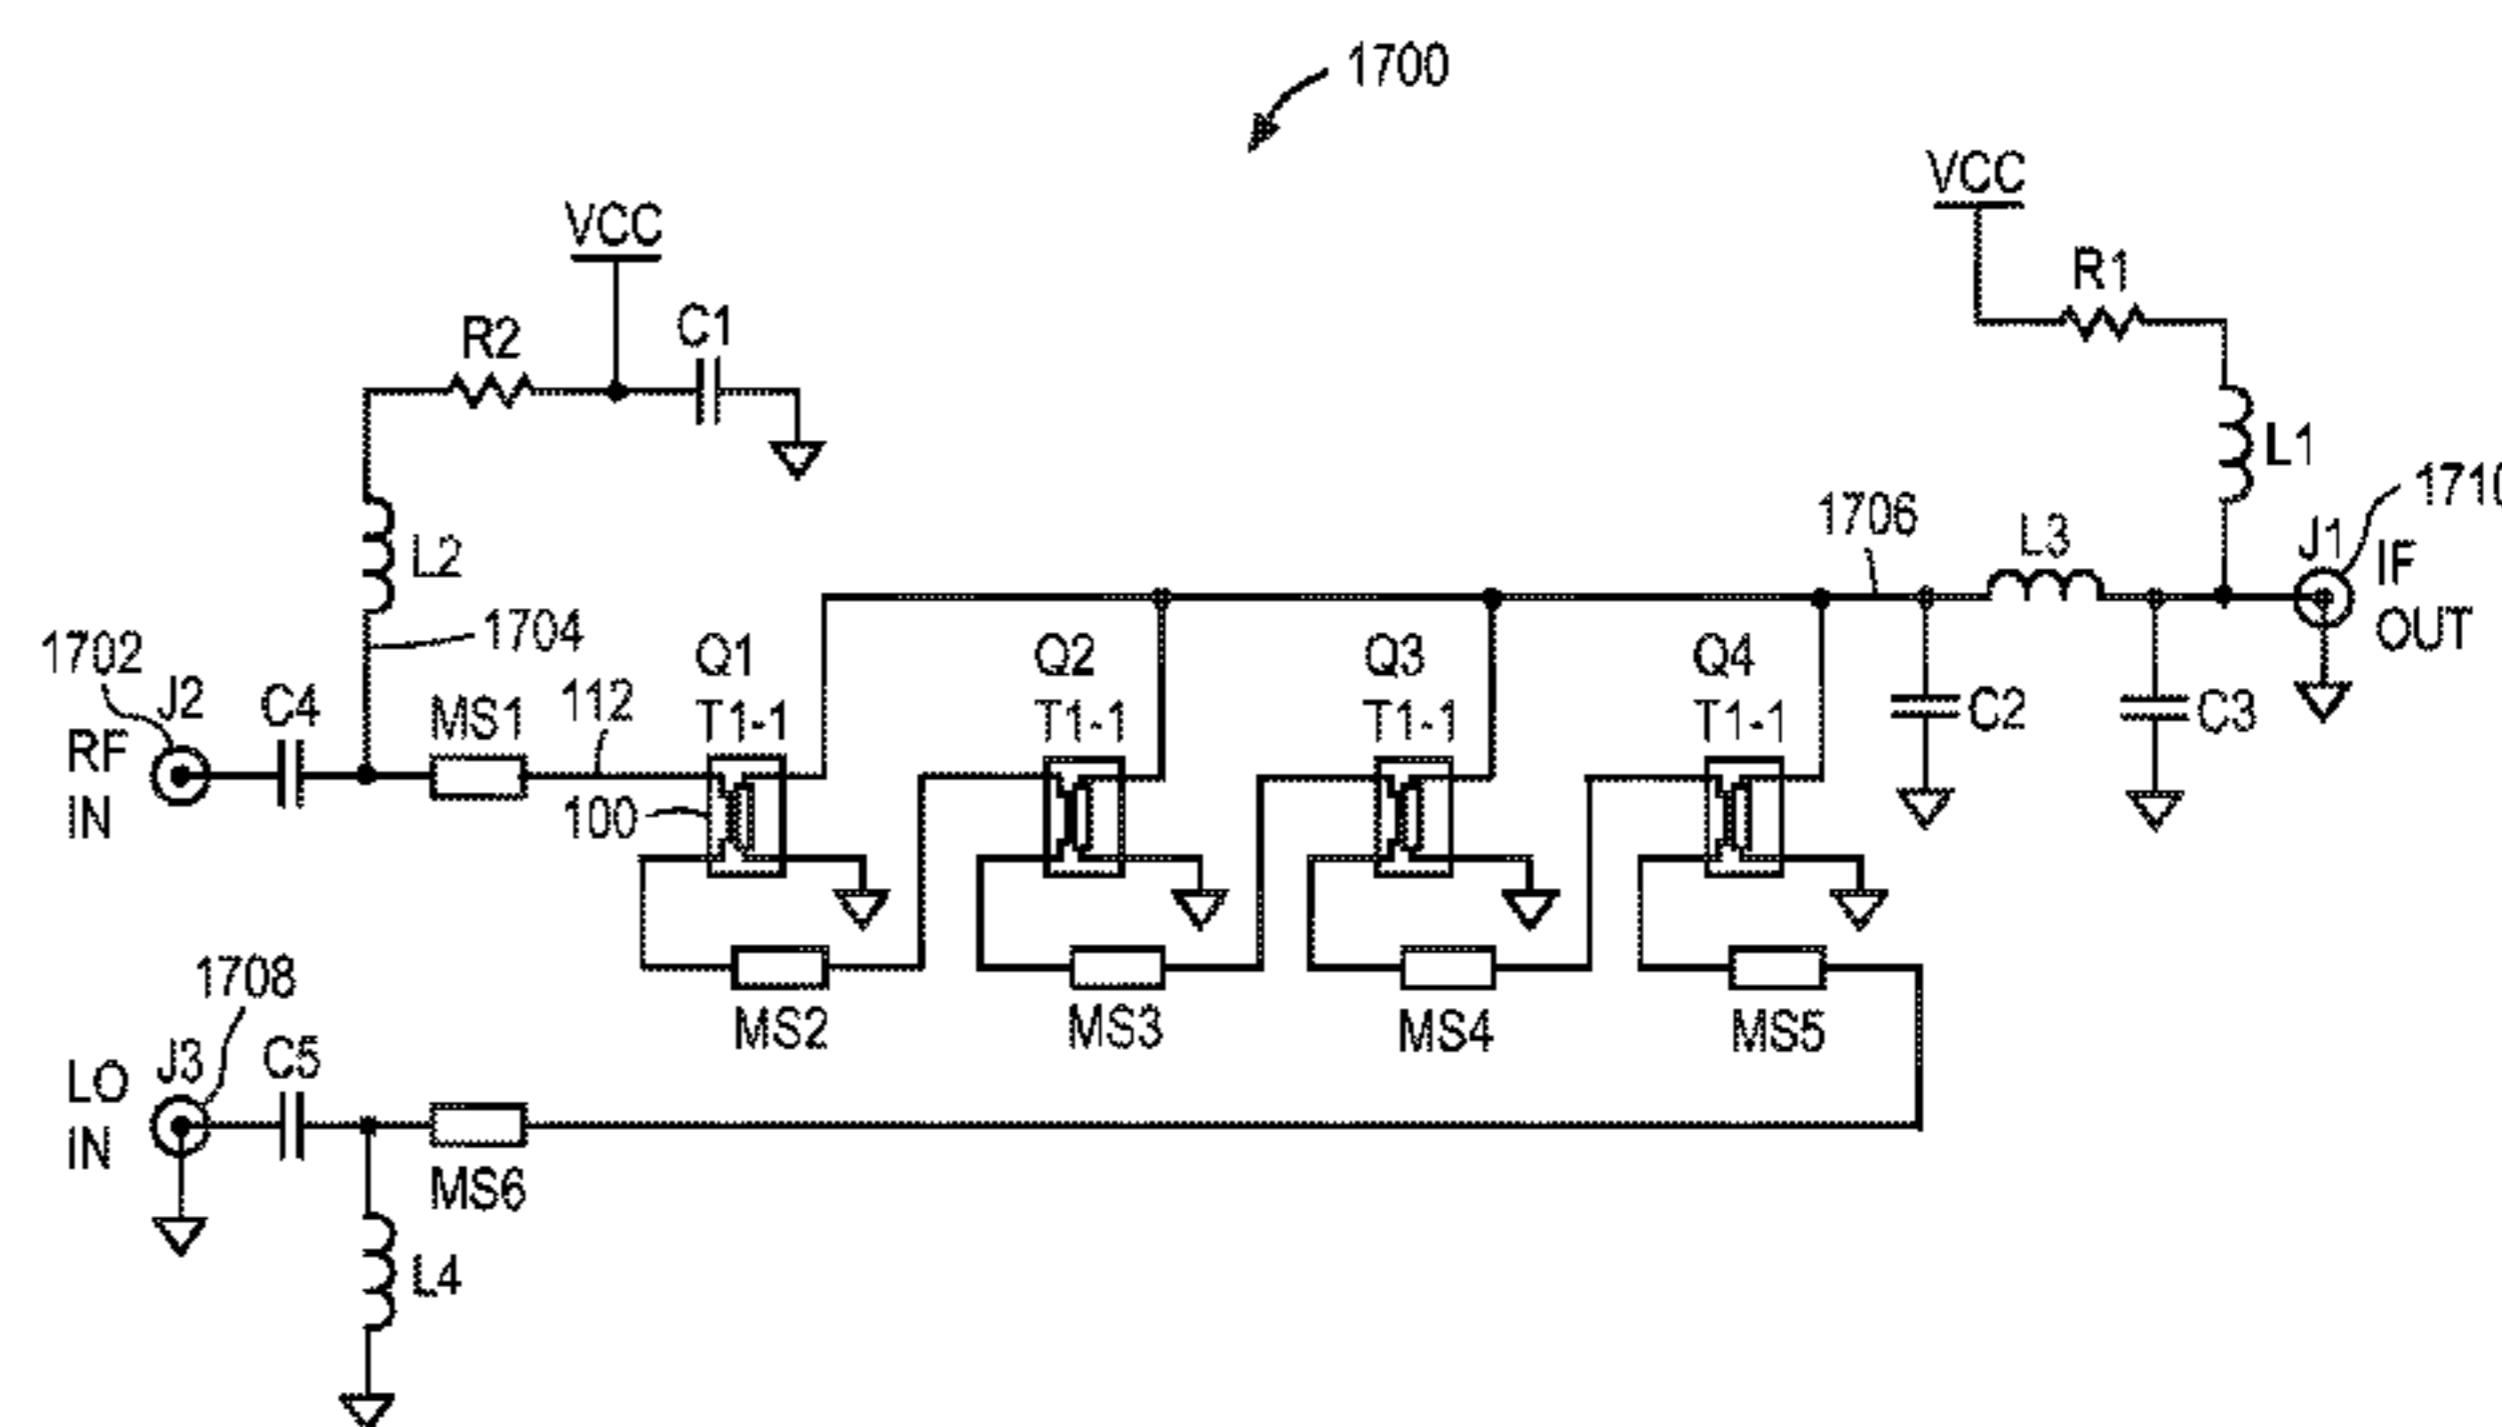 1700
VCC
VCC
R1
R2
C1
L1
1710
L2
1706
L3
J1
IF
OUT
1704
1702
J2
C4
MS1
112
Q1
T1-1
Q2
T1-1
Q3
T1-1
Q4
T1-1
C2
C3
RF
IN
100
MS2
MS3
MS4
MS5
1708
LO
IN
J3
C5
MS6
L4